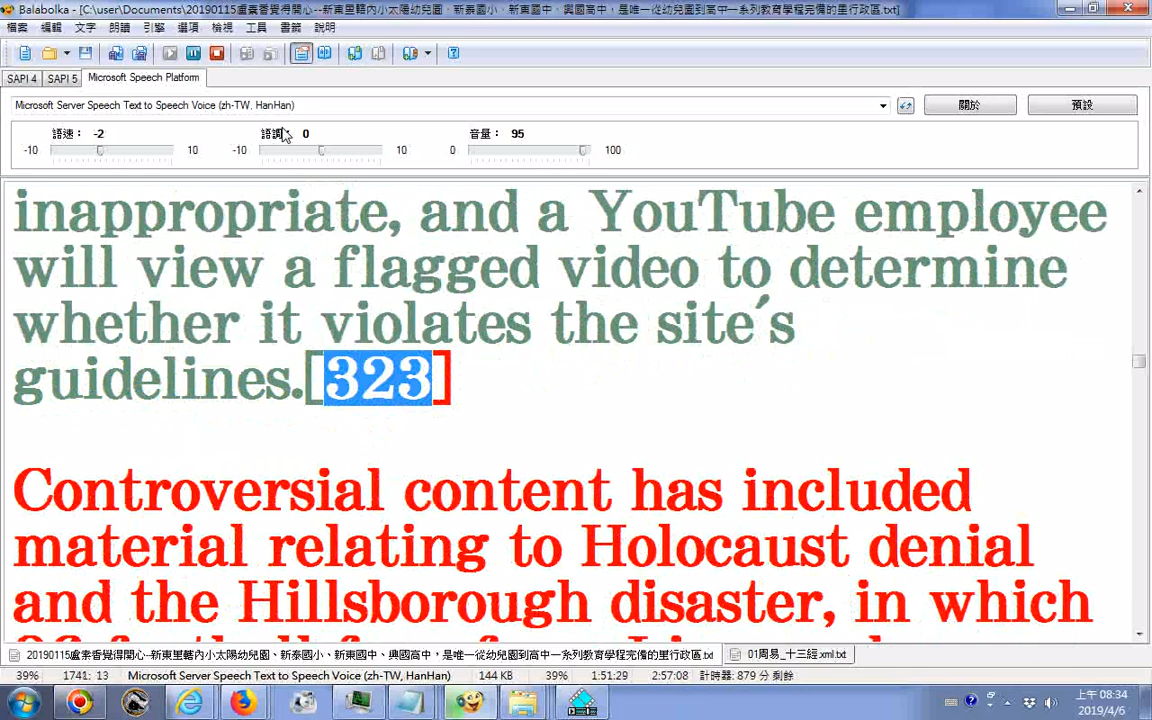 Balabolka - [C:\user\Documents\20190115盧素香覺得開心--新東里轄內小太陽幼兒園、新泰國小、新東國中、興國高中，是唯一從幼兒園到高中一系列教育學程完備的里行政區.txt]
檔案 編輯 文字 朗讀 引擎 選項 檢視 工具 書籤 說明
SAPI 4 SAPI 5 Microsoft Speech Platform
Microsoft Server Speech Text to Speech Voice (zh-TW, HanHan) 關於 預設
語速： -2 語調： 0 音量： 95
-10 10 -10 10 0 100
inappropriate, and a YouTube employee
will view a flagged video to determine
whether it violates the site's
guidelines.[323]
Controversial content has included
material relating to Holocaust denial
and the Hillsborough disaster, in which
20190115盧素香覺得開心--新東里轄內小太陽幼兒園、新泰國小、新東國中、興國高中，是唯一從幼兒園到高中一系列教育學程完備的里行政區.txt 01周易_十三經.xml.txt
39% 1741: 13 Microsoft Server Speech Text to Speech Voice (zh-TW, HanHan) 144 KB 39% 1:51:29 2:57:08 計時器: 879 分 剩餘
上午 08:34
2019/4/6